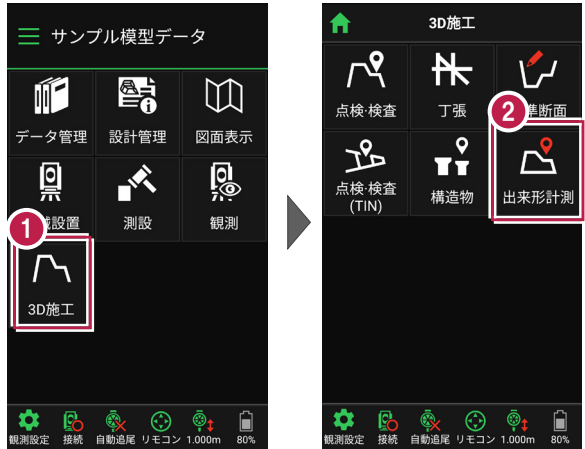 サンプル模型データ
データ管理
設計管理
図面表示
設置
測設
観測
1
3D施工
観測設定
接続
自動追尾
リモコン
1.000m
80%
3D施工
点検・検査
丁張
準断面
2
点検・検査
(TIN)
構造物
出来形計測
観測設定
接続
自動追尾
リモコン
1.000m
80%